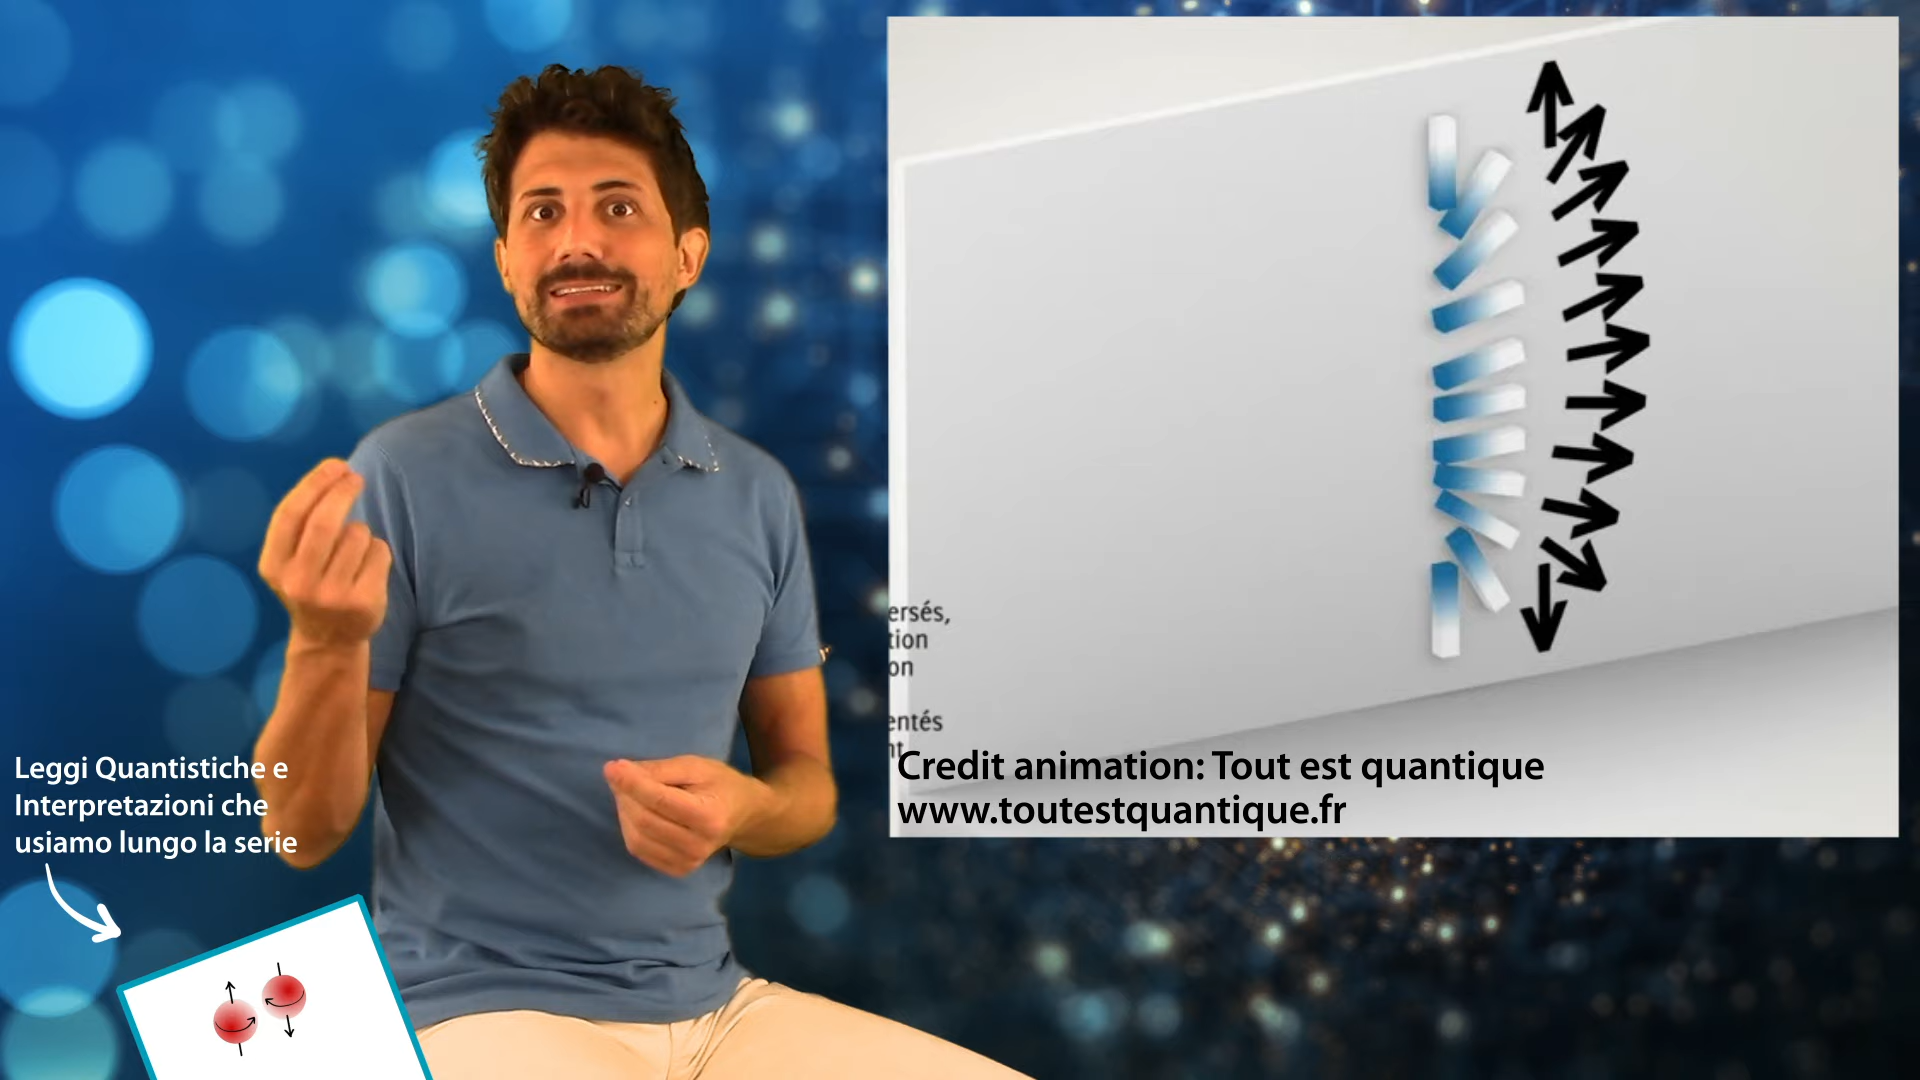 ersés,
tion
on
entés
nt
Credit animation: Tout est quantique
www.toutestquantique.fr
Leggi Quantistiche e
Interpretazioni che
usiamo lungo la serie